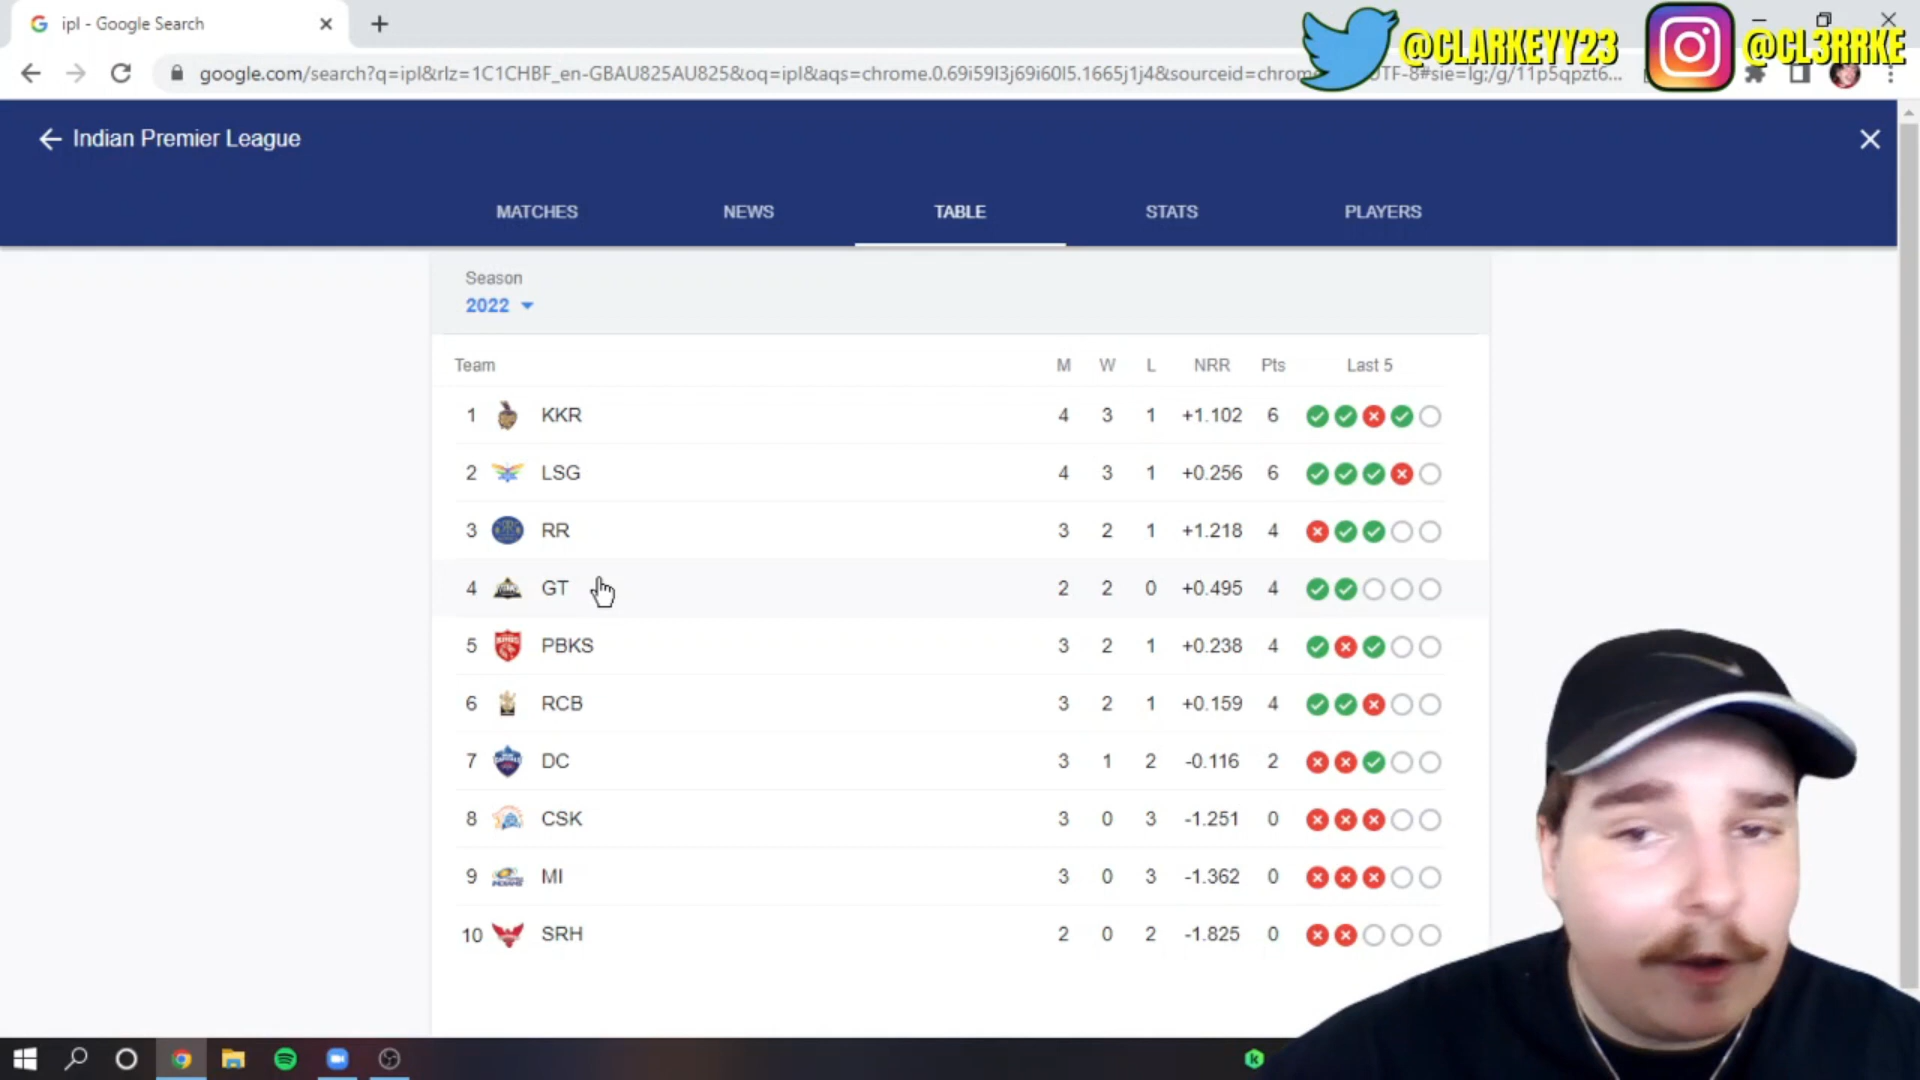 ipl - Google Search
@CLARKEYY23
@CL3RRKE
google.com/search?q=ipl&rlz=1C1CHBF_en-GBAU825AU825&oq=ipl&aqs=chrome.0.69i59l3j69i60l5.1665j1j4&sourceid=chrom TF-8#sie=lg;/g/11p5qpzt6...
Indian Premier League
MATCHES NEWS TABLE STATS PLAYERS
Season
2022
Team M W L NRR Pts Last 5
1 KKR 4 3 1 +1.102 6
2 LSG 4 3 1 +0.256 6
3 RR 3 2 1 +1.218 4
4 GT 2 2 0 +0.495 4
5 PBKS 3 2 1 +0.238 4
6 RCB 3 2 1 +0.159 4
7 DC 3 1 2 -0.116 2
8 CSK 3 0 3 -1.251 0
9 MI 3 0 3 -1.362 0
10 SRH 2 0 2 -1.825 0